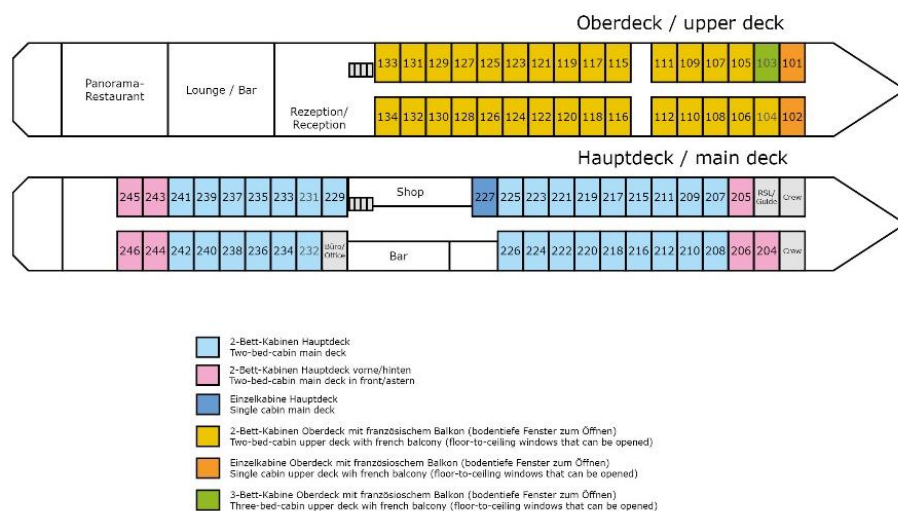 Oberdeck / upper deck
133 131 129 127 125 123 121 119 117 115 111 109 107 105 103 101
Panorama-
Restaurant
Lounge / Bar
Rezeption/
Reception
134 132 130 128 126 124 122 120 118 116 112 110 108 106 104 102
Hauptdeck / main deck
245 243 241 239 237 235 233 231 229
Shop
227 225 223 221 219 217 215 211 209 207 205
RSL/
Guide
Crew
246 244 242 240 238 236 234 232
Büro/
Office
Bar
226 224 222 220 218 216 212 210 208 206 204
Crew
2-Bett-Kabinen Hauptdeck
Two-bed-cabin main deck
2-Bett-Kabinen Hauptdeck vorne/hinten
Two-bed-cabin main deck in front/astern
Einzelkabine Hauptdeck
Single cabin main deck
2-Bett-Kabinen Oberdeck mit französischem Balkon (bodentiefe Fenster zum Öffnen)
Two-bed-cabin upper deck with french balcony (floor-to-ceiling windows that can be opened)
Einzelkabine Oberdeck mit französioschem Balkon (bodentiefe Fenster zum Öffnen)
Single cabin upper deck wih french balcony (floor-to-ceiling windows that can be opened)
3-Bett-Kabine Oberdeck mit französioschem Balkon (bodentiefe Fenster zum Öffnen)
Three-bed-cabin upper deck wih french balcony (floor-to-ceiling windows that can be opened)